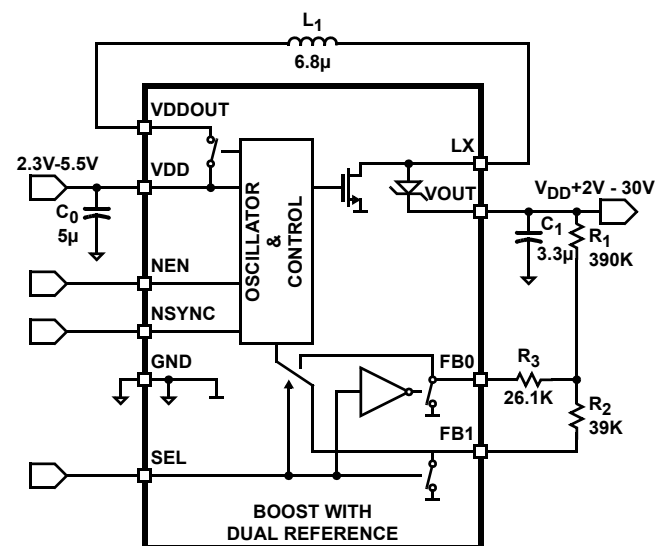 L1
6.8μ
VDDOUT
2.3V-5.5V
VDD
C0
5μ
OSCILLATOR
&
CONTROL
LX
VOUT
VDD+2V - 30V
C1
3.3μ
R1
390K
NEN
NSYNC
GND
FB0
R3
26.1K
R2
39K
FB1
SEL
BOOST WITH
DUAL REFERENCE